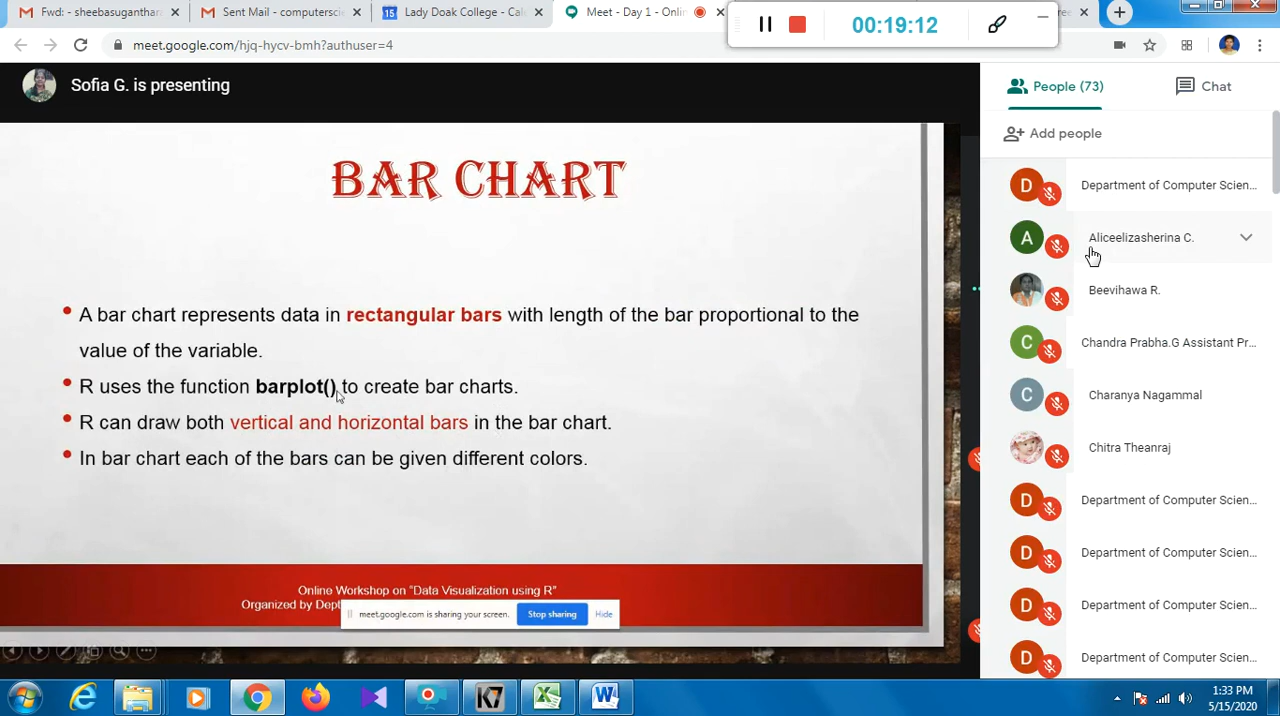 Fwd: - sheebasuganthara
Sent Mail - computerscienc
Lady Doak College - Cale
Meet - Day 1 - Onlin
00:19:12
meet.google.com/hjq-hycv-bmh?authuser=4
Sofia G. is presenting
People (73)
Chat
Add people
BAR CHART
• A bar chart represents data in rectangular bars with length of the bar proportional to the
value of the variable.
• R uses the function barplot() to create bar charts.
• R can draw both vertical and horizontal bars in the bar chart.
• In bar chart each of the bars can be given different colors.
Online Workshop on "Data Visualization using R"
Organized by Dept
meet.google.com is sharing your screen.
Stop sharing
Hide
D
Department of Computer Scien...
A
Aliceelizasherina C.
Beevihawa R.
C
Chandra Prabha.G Assistant Pr...
C
Charanya Nagammal
Chitra Theanraj
D
Department of Computer Scien...
D
Department of Computer Scien...
D
Department of Computer Scien...
D
Department of Computer Scien...
1:33 PM
5/15/2020